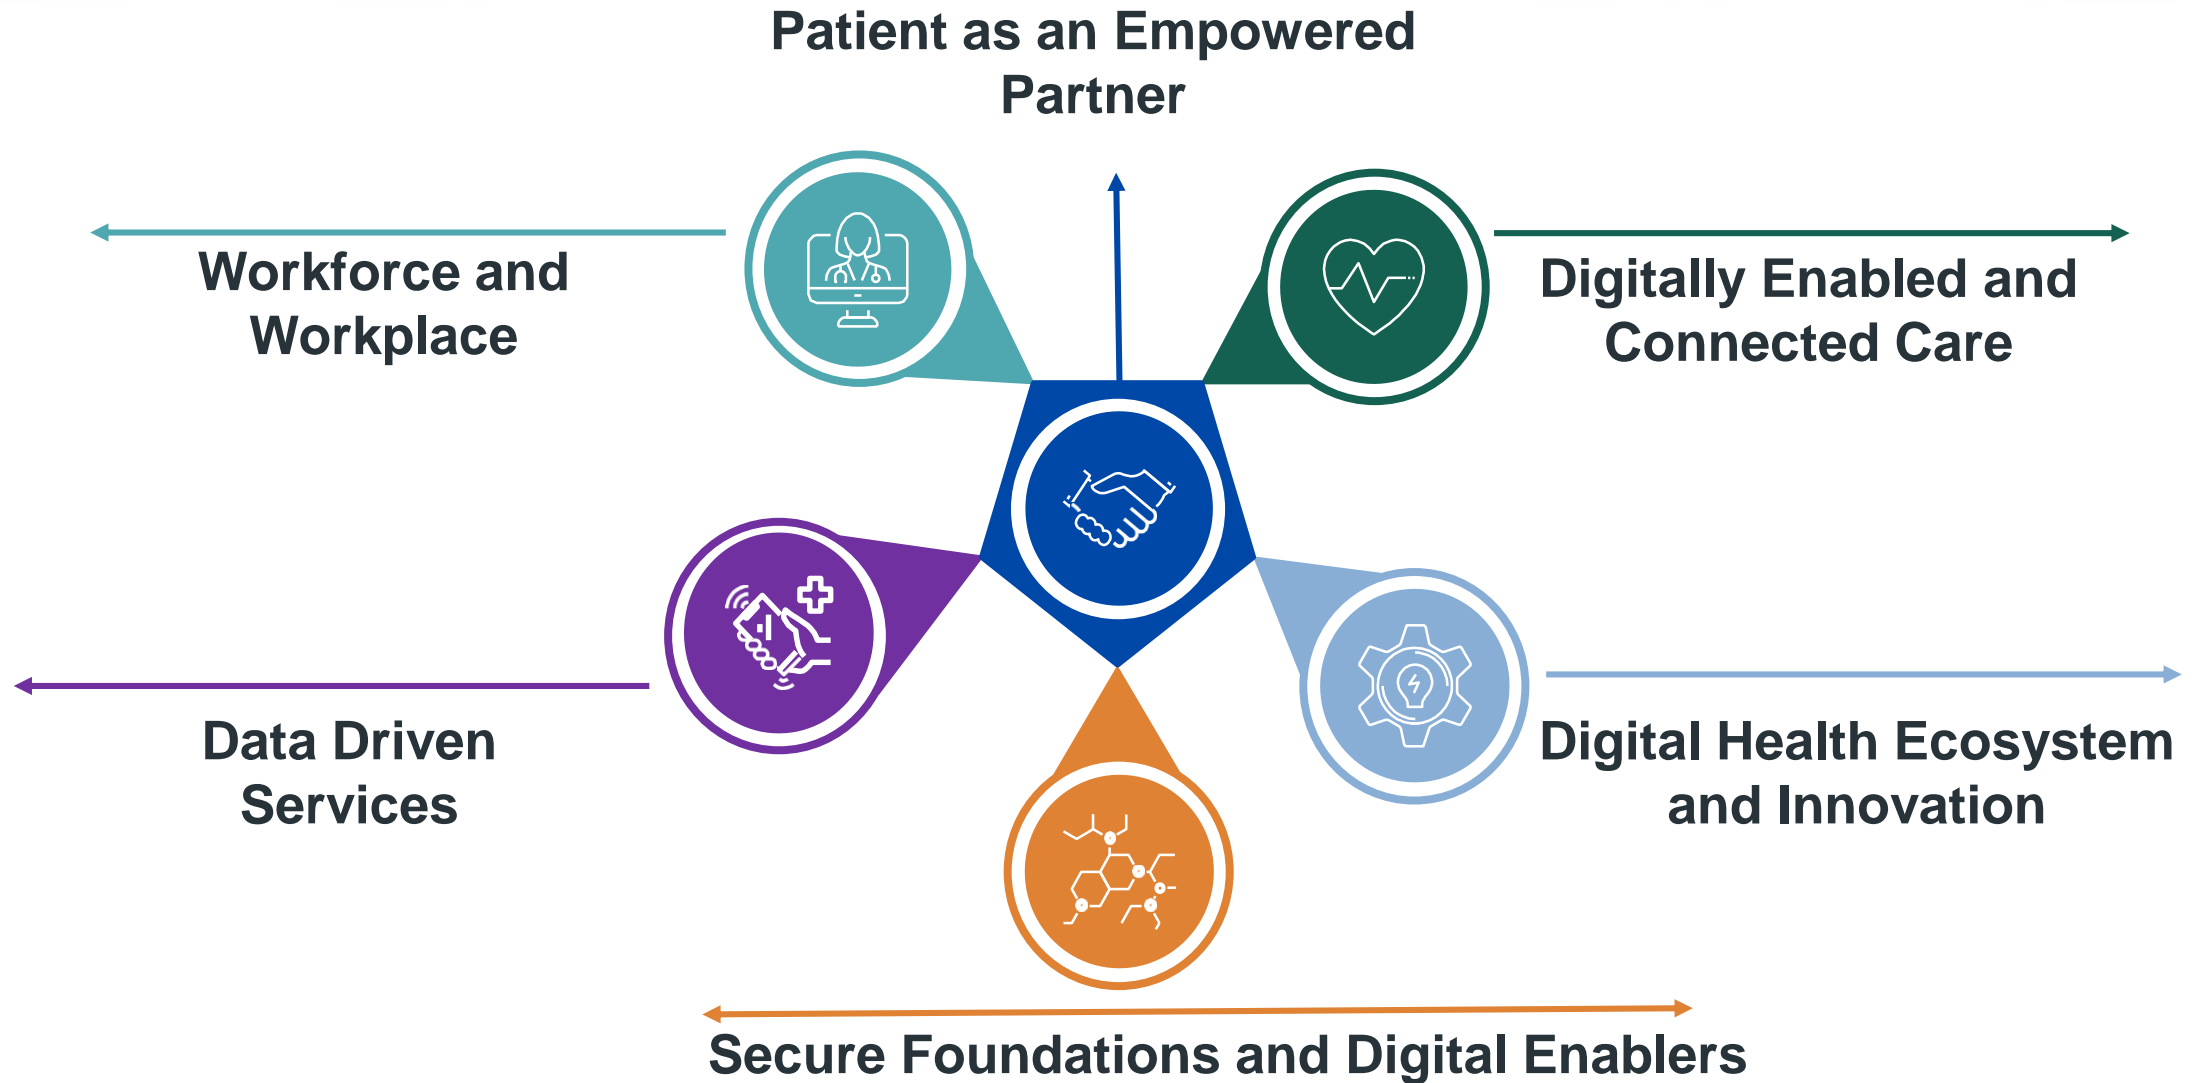 Patient as an Empowered
Partner
Workforce and
Workplace
Digitally Enabled and
Connected Care
Data Driven
Services
Digital Health Ecosystem
and Innovation
Secure Foundations and Digital Enablers